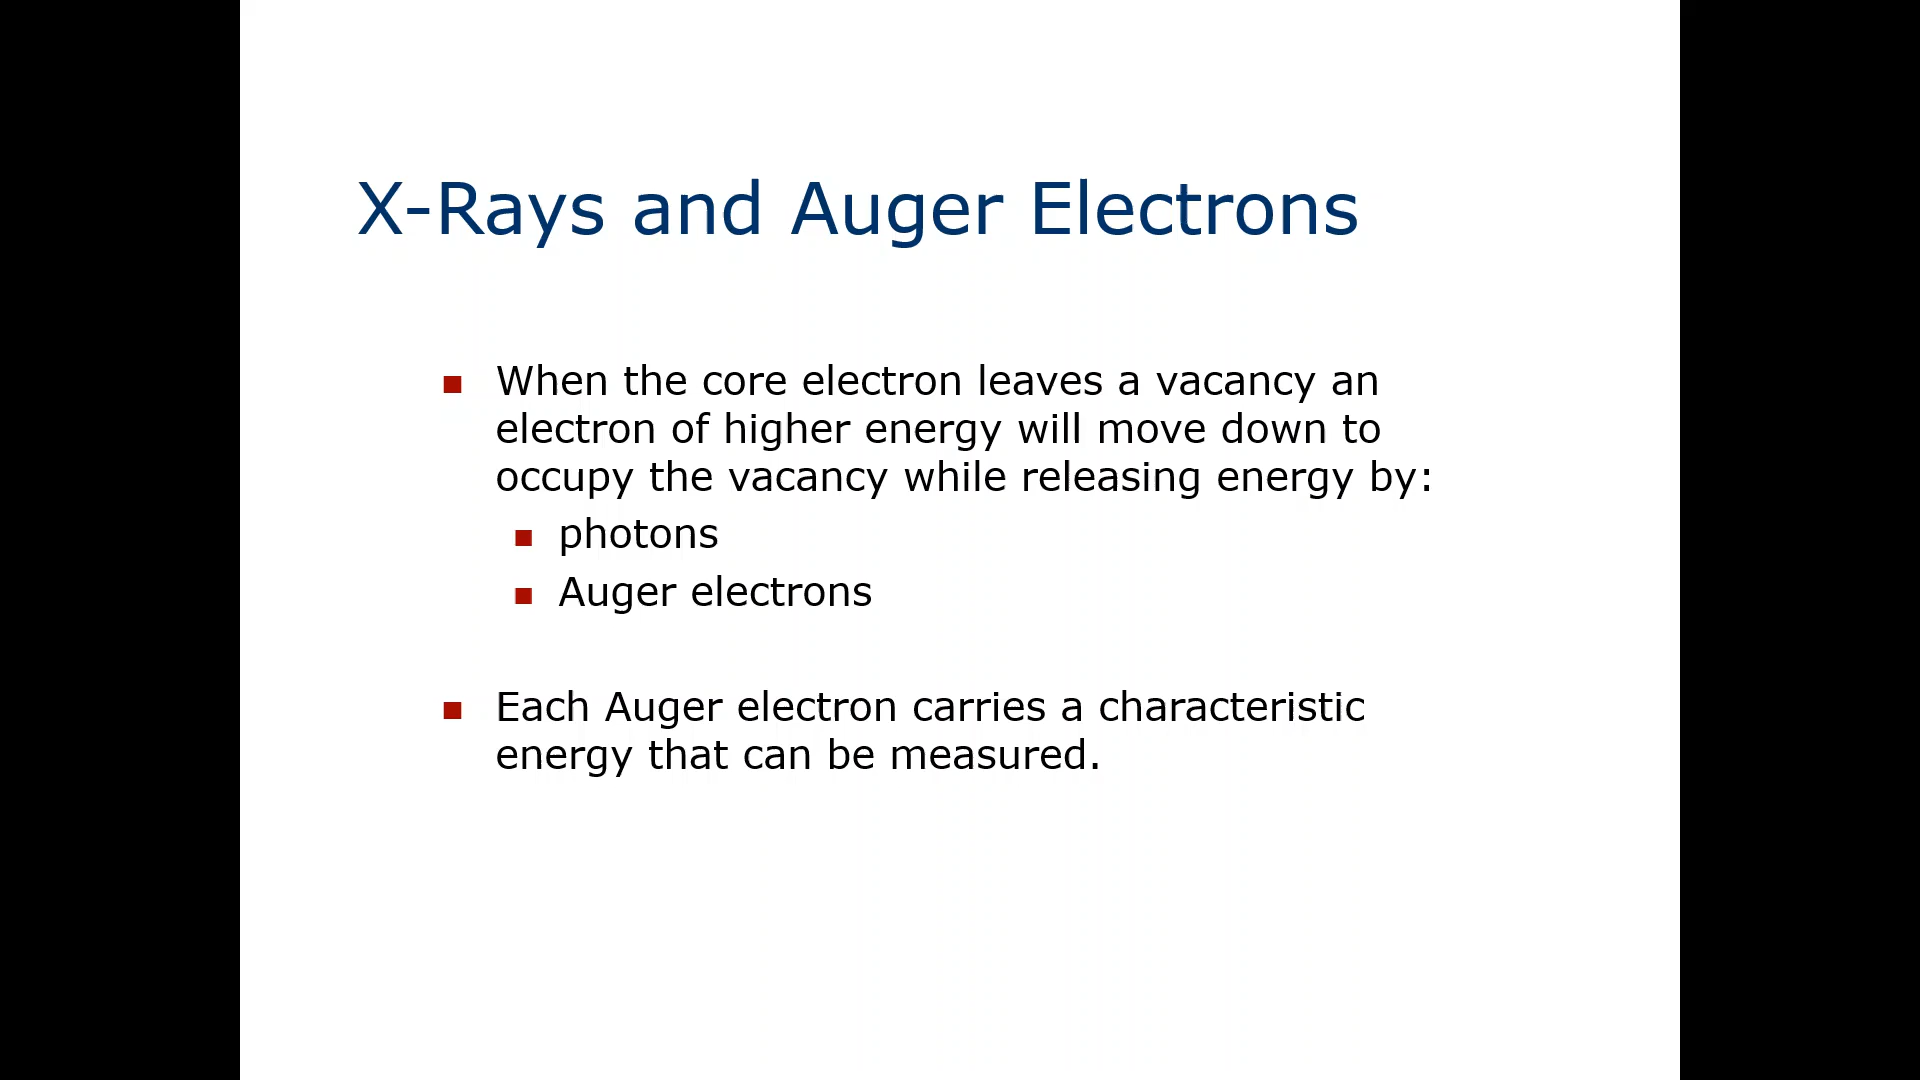 X-Rays and Auger Electrons
When the core electron leaves a vacancy an
electron of higher energy will move down to
occupy the vacancy while releasing energy by:
photons
Auger electrons
Each Auger electron carries a characteristic
energy that can be measured.